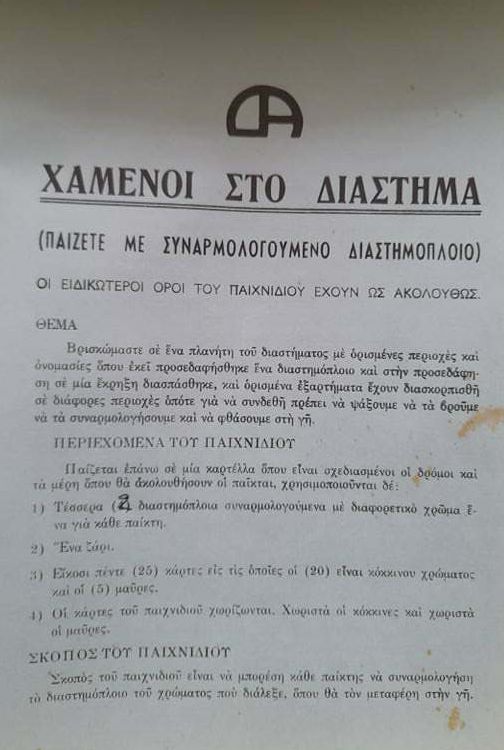 ΔΑ
ΧΑΜΕΝΟΙ ΣΤΟ ΔΙΑΣΤΗΜΑ
(ΠΑΙΖΕΤΕ ΜΕ ΣΥΝΑΡΜΟΛΟΓΟΥΜΕΝΟ ΔΙΑΣΤΗΜΟΠΛΟΙΟ)
ΟΙ ΕΙΔΙΚΩΤΕΡΟΙ ΟΡΟΙ ΤΟΥ ΠΑΙΧΝΙΔΙΟΥ ΕΧΟΥΝ ΩΣ ΑΚΟΛΟΥΘΩΣ.
ΘΕΜΑ
Βρισκώμαστε σὲ ἕνα πλανήτη τοῦ διαστήματος μὲ ὁρισμένες περιοχὲς καὶ
ὀνομασίες ὅπου ἐκεῖ προσεδαφήσθηκε ἕνα διαστημόπλοιο καὶ στὴν προσεδάφη-
ση σὲ μία ἔκρηξη διασπάσθηκε, καὶ ὁρισμένα ἐξαρτήματα ἔχουν διασκορπισθῆ
σὲ διάφορες περιοχὲς ὁπότε γιὰ νὰ συνδεθῆ πρέπει νὰ ψάξουμε νὰ τὰ βροῦμε
νὰ τὰ συναρμολογήσουμε καὶ νὰ φθάσουμε στὴ γῆ.
ΠΕΡΙΕΧΟΜΕΝΑ ΤΟΥ ΠΑΙΧΝΙΔΙΟΥ
Παίζεται ἐπάνω σὲ μία καρτέλλα ὅπου εἶναι σχεδιασμένοι οἱ δρόμοι καὶ
τὰ μέρη ὅπου θὰ ἀκολουθήσουν οἱ παῖκται, χρησιμοποιοῦνται δέ:
1) Τέσσερα (2 διαστημόπλοια συναρμολογούμενα μὲ διαφορετικὸ χρῶμα ἕ-
να γιὰ κάθε παίκτη.
2) Ἕνα ζάρι.
3) Εἴκοσι πέντε (25) κάρτες εἰς τὶς ὁποῖες οἱ (20) εἶναι κόκκινου χρώματος
καὶ οἱ (5) μαῦρες.
4) Οἱ κάρτες τοῦ παιχνιδιοῦ χωρίζωνται. Χωριστὰ οἱ κόκκινες καὶ χωριστὰ
οἱ μαῦρες.
ΣΚΟΠΟΣ ΤΟΥ ΠΑΙΧΝΙΔΙΟΥ
Σκοπὸς τοῦ παιχνιδιοῦ εἶναι νὰ μπορέση κάθε παίκτης νὰ συναρμολογήση
τὸ διαστημόπλοιο τοῦ χρώματος ποὺ διάλεξε, ὅπου θὰ τὸν μεταφέρη στὴν γῆ.